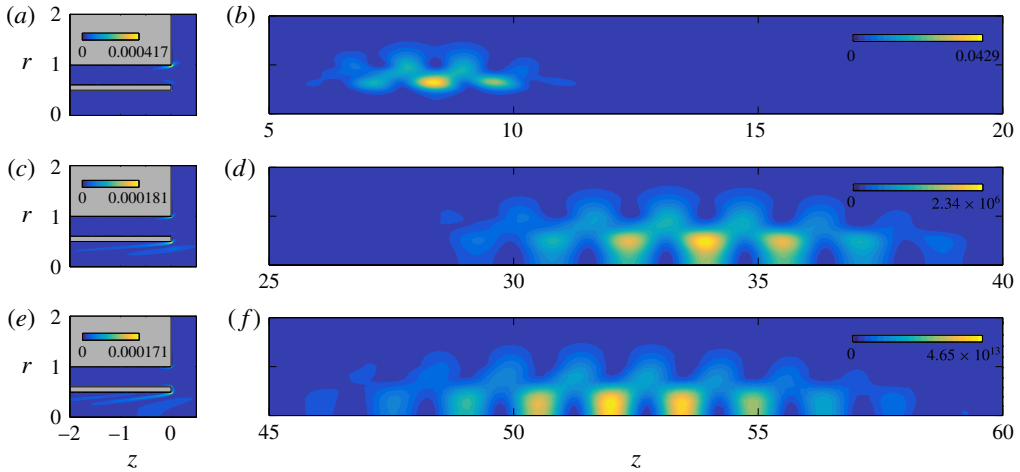 (a) 2 r 1 0 0 0.000417
(b) 0 0.0429
5 10 15 20
(c) 2 r 1 0 0 0.000181
(d) 0 2.34 × 10⁶
25 30 35 40
(e) 2 r 1 0 0 0.000171
(f) 0 4.65 × 10¹³
−2 −1 0 45 50 55 60
z z